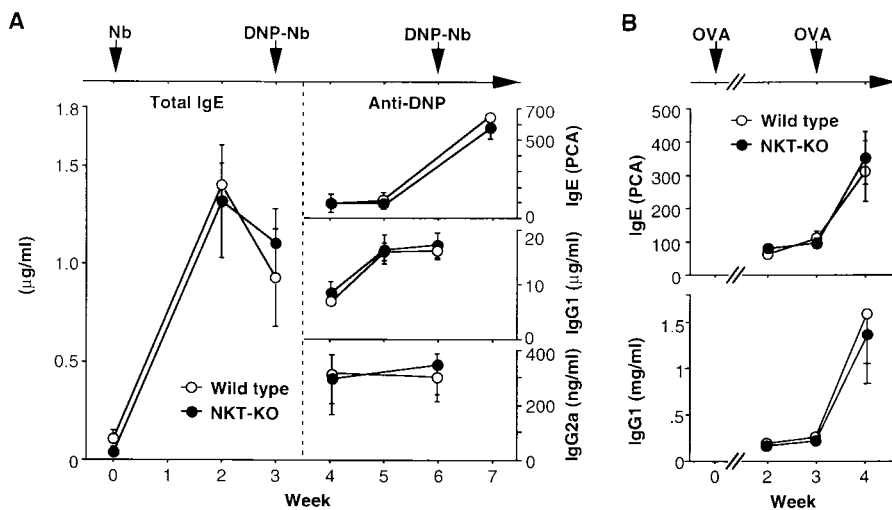 A
Nb
DNP-Nb
DNP-Nb
Total IgE
Anti-DNP
1.8
1.5
1.0
0.5
0
(μg/ml)
700
500
0
IgE (PCA)
20
10
0
IgG1 (μg/ml)
400
200
0
IgG2a (ng/ml)
Wild type
NKT-KO
0
1
2
3
4
5
6
7
Week
B
OVA
OVA
500
400
300
200
100
0
IgE (PCA)
Wild type
NKT-KO
1.5
1
.5
0
IgG1 (mg/ml)
0
2
3
4
Week